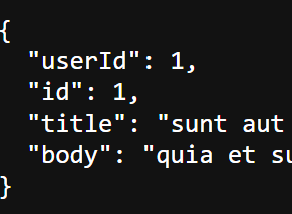 {
  "userId": 1,
  "id": 1,
  "title": "sunt aut
  "body": "quia et su
}